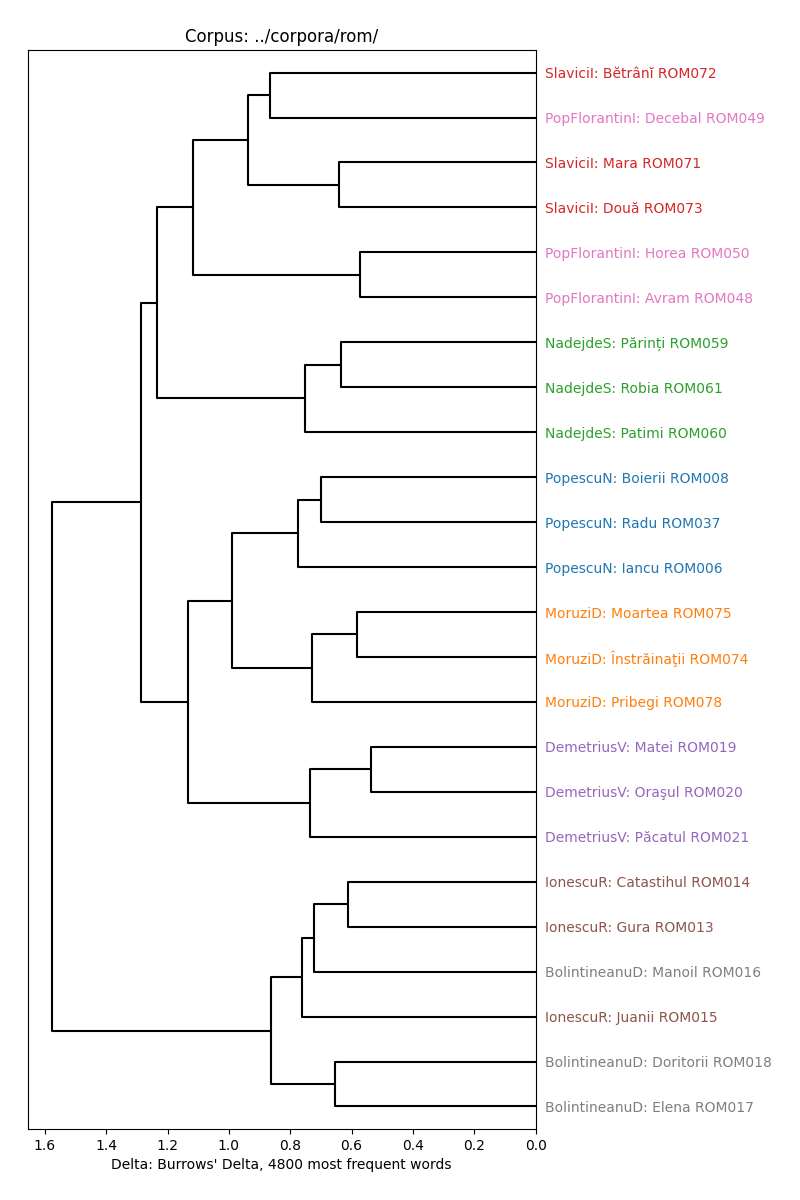 Corpus: ../corpora/rom/
SlaviciI: Bĕtrânĭ ROM072
PopFlorantinI: Decebal ROM049
SlaviciI: Mara ROM071
SlaviciI: Două ROM073
PopFlorantinI: Horea ROM050
PopFlorantinI: Avram ROM048
NadejdeS: Părinți ROM059
NadejdeS: Robia ROM061
NadejdeS: Patimi ROM060
PopescuN: Boierii ROM008
PopescuN: Radu ROM037
PopescuN: Iancu ROM006
MoruziD: Moartea ROM075
MoruziD: Înstrăinaţii ROM074
MoruziD: Pribegi ROM078
DemetriusV: Matei ROM019
DemetriusV: Oraşul ROM020
DemetriusV: Păcatul ROM021
IonescuR: Catastihul ROM014
IonescuR: Gura ROM013
BolintineanuD: Manoil ROM016
IonescuR: Juanii ROM015
BolintineanuD: Doritorii ROM018
BolintineanuD: Elena ROM017
1.6 1.4 1.2 1.0 0.8 0.6 0.4 0.2 0.0
Delta: Burrows' Delta, 4800 most frequent words